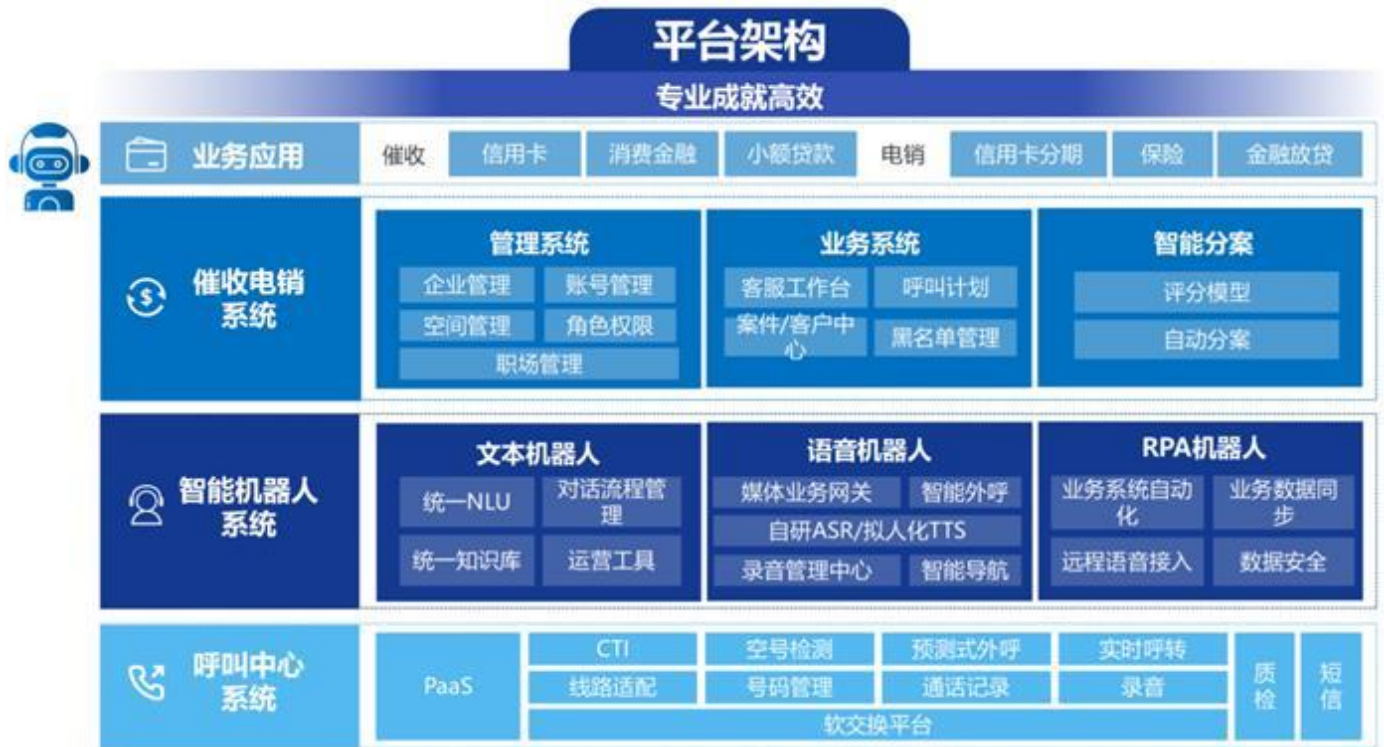 平台架构
专业成就高效
业务应用
催收
信用卡
消费金融
小额贷款
电销
信用卡分期
保险
金融放贷
催收电销
系统
管理系统
企业管理
账号管理
空间管理
角色权限
职场管理
业务系统
客服工作台
呼叫计划
案件/客户中
心
黑名单管理
智能分案
评分模型
自动分案
智能机器人
系统
文本机器人
统一NLU
对话流程管
理
统一知识库
运营工具
语音机器人
媒体业务网关
智能外呼
自研ASR/拟人化TTS
录音管理中心
智能导航
RPA机器人
业务系统自动
化
业务数据同
步
远程语音接入
数据安全
呼叫中心
系统
PaaS
CTI
空号检测
预测式外呼
实时呼转
线路适配
号码管理
通话记录
录音
软交换平台
质
检
短
信